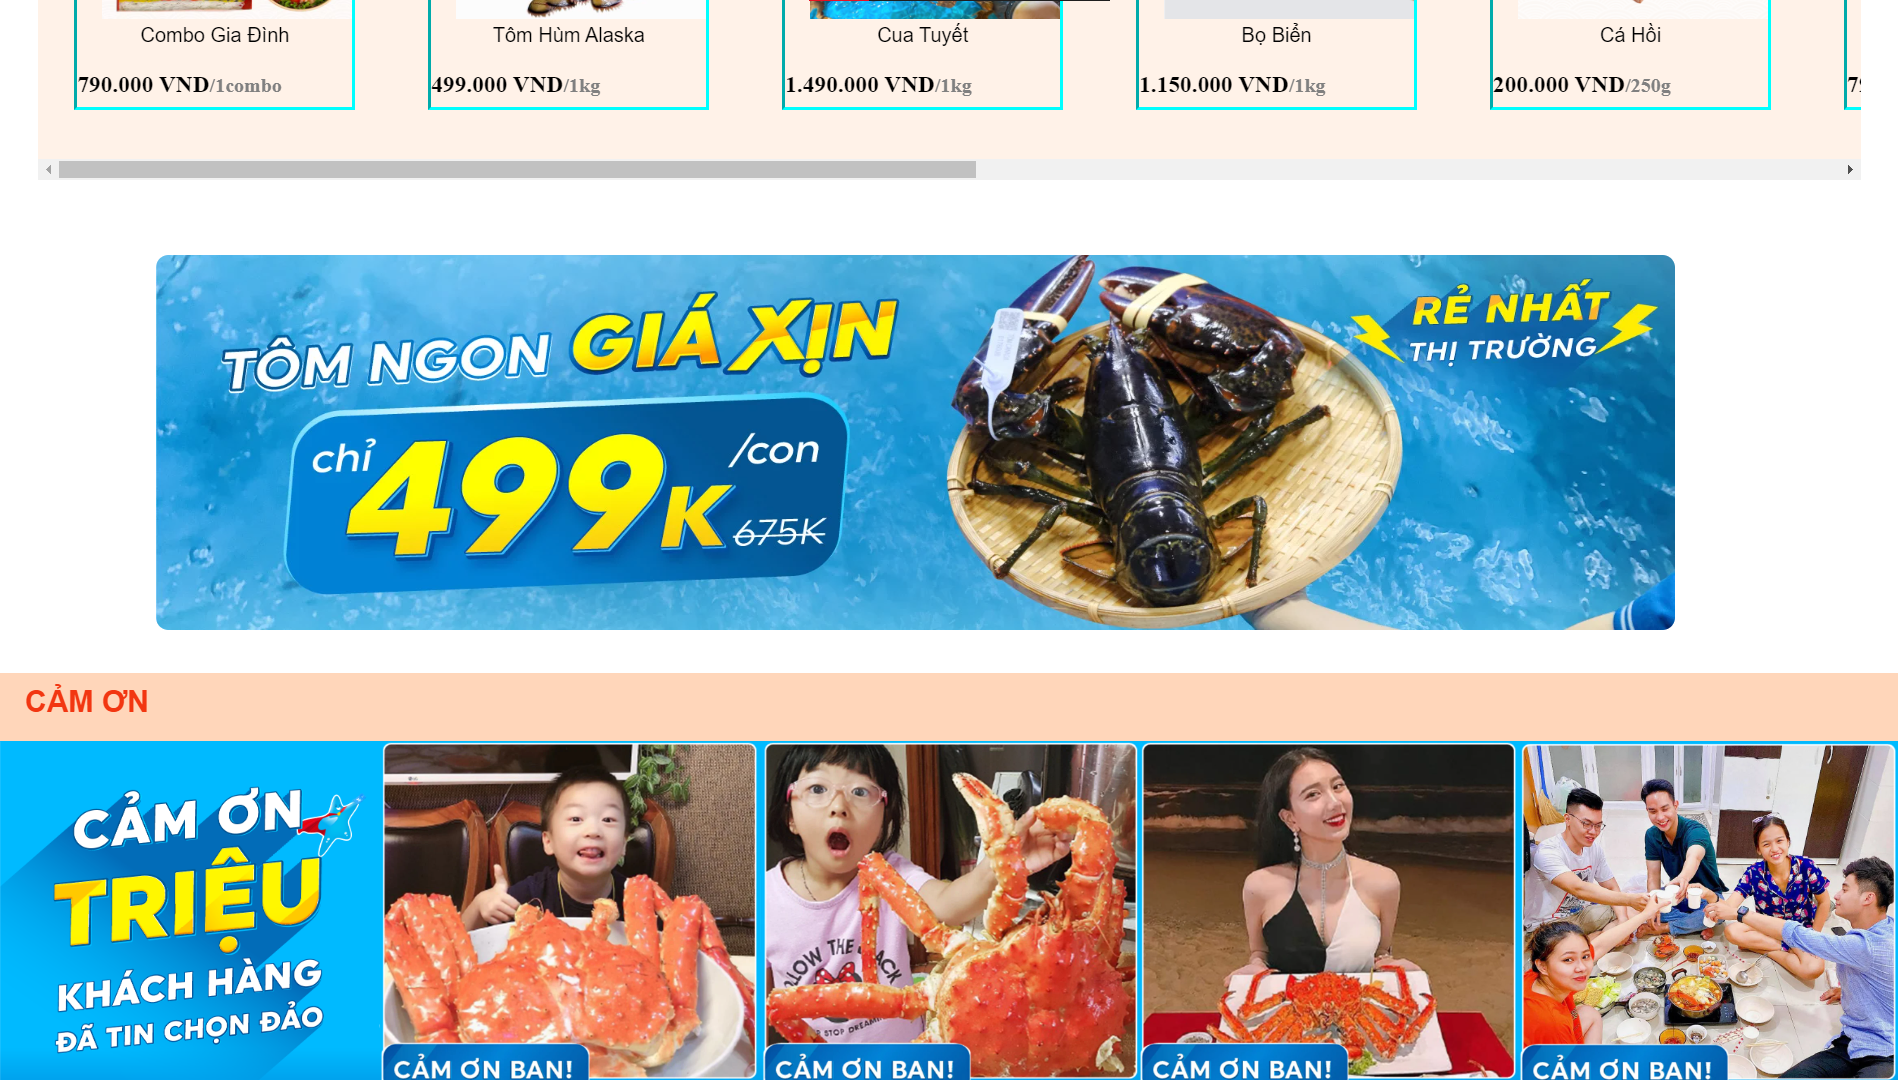 Combo Gia Đình
790.000 VND/1combo
Tôm Hùm Alaska
499.000 VND/1kg
Cua Tuyết
1.490.000 VND/1kg
Bọ Biển
1.150.000 VND/1kg
Cá Hồi
200.000 VND/250g
TÔM NGON GIÁ XỊN
chỉ 499K /con
675K
RẺ NHẤT
THỊ TRƯỜNG
CẢM ƠN
CẢM ƠN
TRIỆU
KHÁCH HÀNG
ĐÃ TIN CHỌN ĐẢO
CẢM ƠN BẠN!
CẢM ƠN BẠN!
CẢM ƠN BẠN!
CẢM ƠN BẠN!